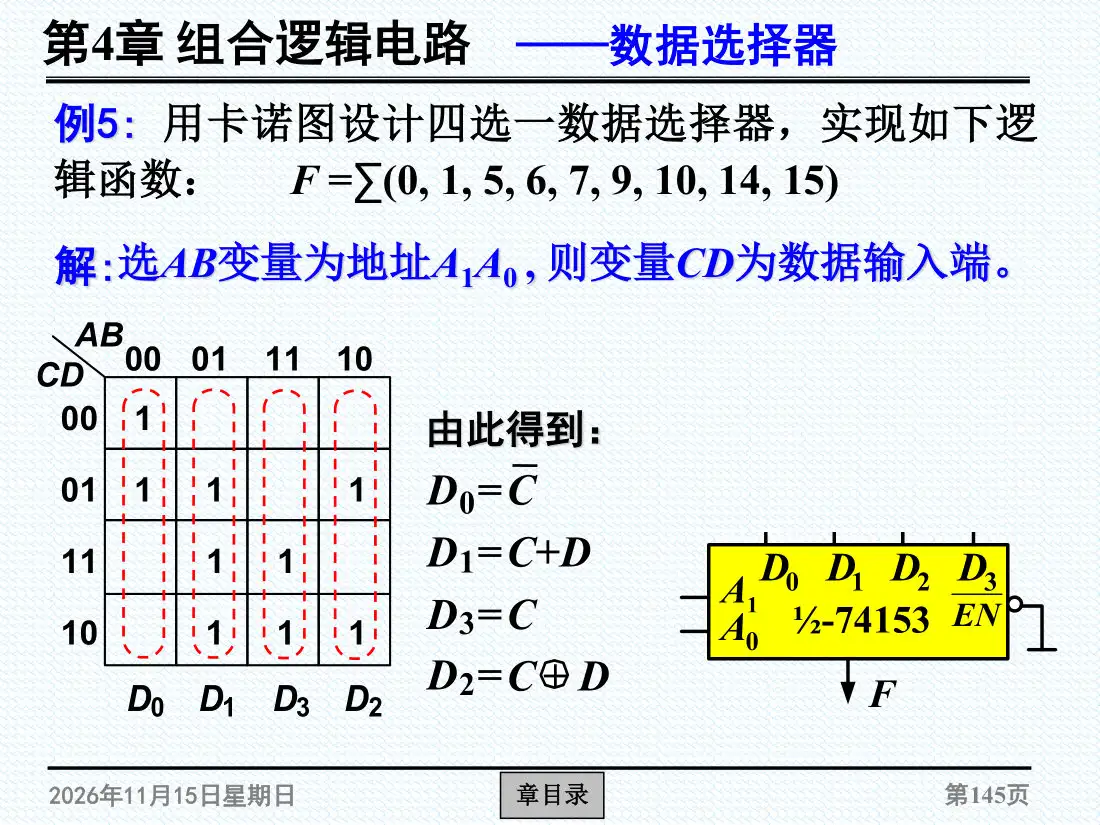 第4章 组合逻辑电路 ——数据选择器
例5: 用卡诺图设计四选一数据选择器，实现如下逻
辑函数： F =∑(0, 1, 5, 6, 7, 9, 10, 14, 15)
解:选AB变量为地址A₁A₀ , 则变量CD为数据输入端。
AB
CD 00 01 11 10
00 1
01 1 1 1
11 1 1
10 1 1 1
D₀ D₁ D₃ D₂
由此得到：
D₀=C̅
D₁=C+D
D₃=C
D₂=C⊕D
D₀ D₁ D₂ D₃
A₁
A₀ ½-74153 E̅N̅
F
2026年11月15日星期日 章目录 第145页